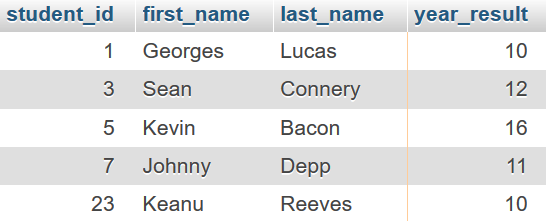 student_id first_name last_name year_result
1 Georges Lucas 10
3 Sean Connery 12
5 Kevin Bacon 16
7 Johnny Depp 11
23 Keanu Reeves 10